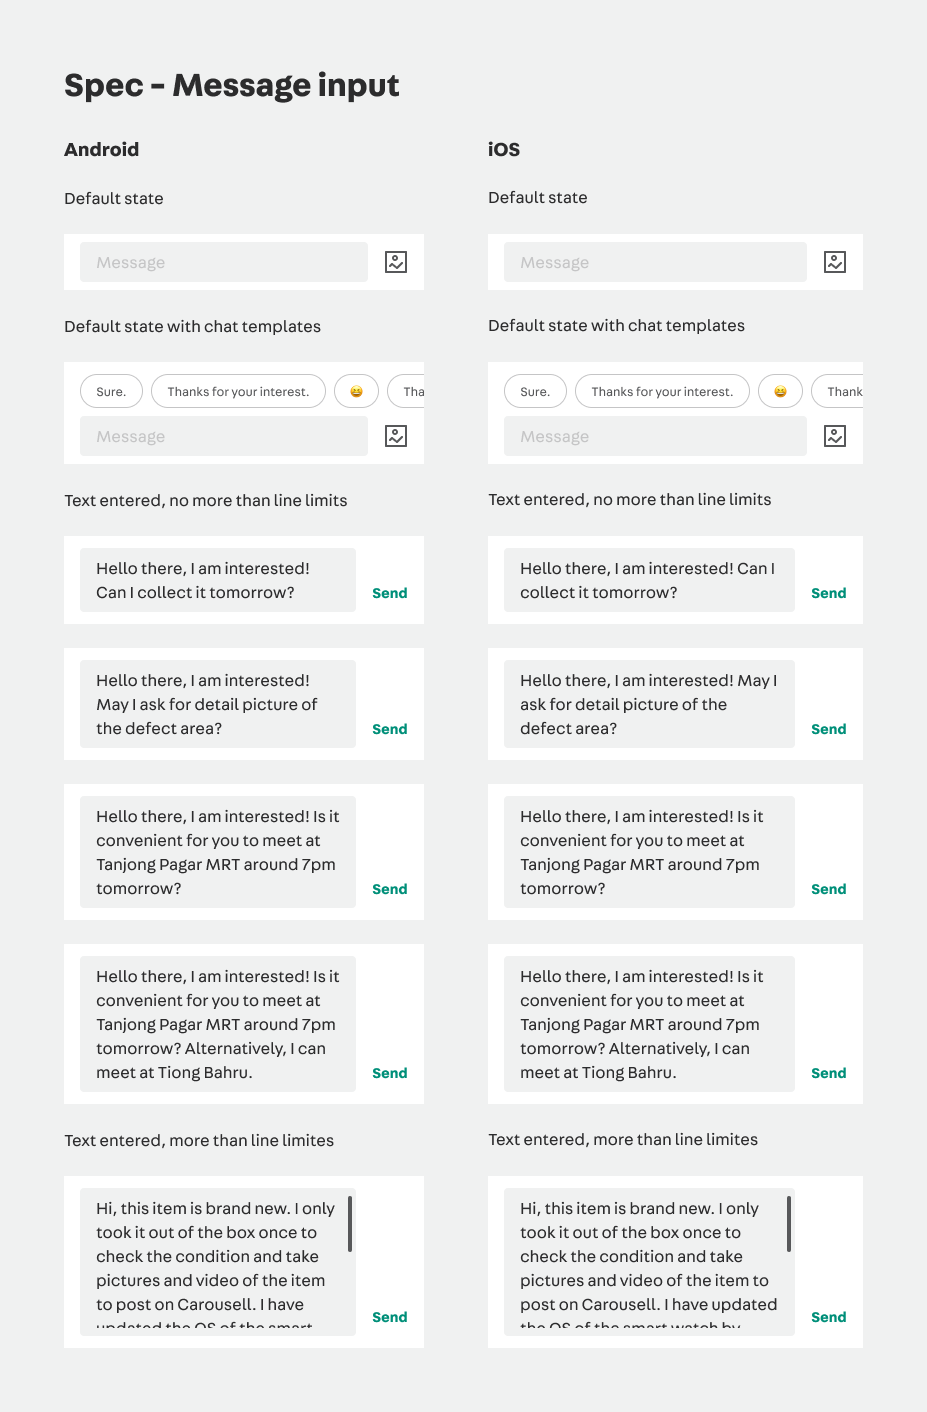 Spec – Message input
Android
Default state
Message
Default state with chat templates
Sure.
Thanks for your interest.
😄
Tha
Message
Text entered, no more than line limits
Hello there, I am interested!
Can I collect it tomorrow?
Send
Hello there, I am interested!
May I ask for detail picture of
the defect area?
Send
Hello there, I am interested! Is it
convenient for you to meet at
Tanjong Pagar MRT around 7pm
tomorrow?
Send
Hello there, I am interested! Is it
convenient for you to meet at
Tanjong Pagar MRT around 7pm
tomorrow? Alternatively, I can
meet at Tiong Bahru.
Send
Text entered, more than line limites
Hi, this item is brand new. I only
took it out of the box once to
check the condition and take
pictures and video of the item
to post on Carousell. I have
updated the OS of the smart
Send
iOS
Default state
Message
Default state with chat templates
Sure.
Thanks for your interest.
😄
Thank
Message
Text entered, no more than line limits
Hello there, I am interested! Can I
collect it tomorrow?
Send
Hello there, I am interested! May I
ask for detail picture of the
defect area?
Send
Hello there, I am interested! Is it
convenient for you to meet at
Tanjong Pagar MRT around 7pm
tomorrow?
Send
Hello there, I am interested! Is it
convenient for you to meet at
Tanjong Pagar MRT around 7pm
tomorrow? Alternatively, I can
meet at Tiong Bahru.
Send
Text entered, more than line limites
Hi, this item is brand new. I only
took it out of the box once to
check the condition and take
pictures and video of the item to
post on Carousell. I have updated
the OS of the smart watch by
Send